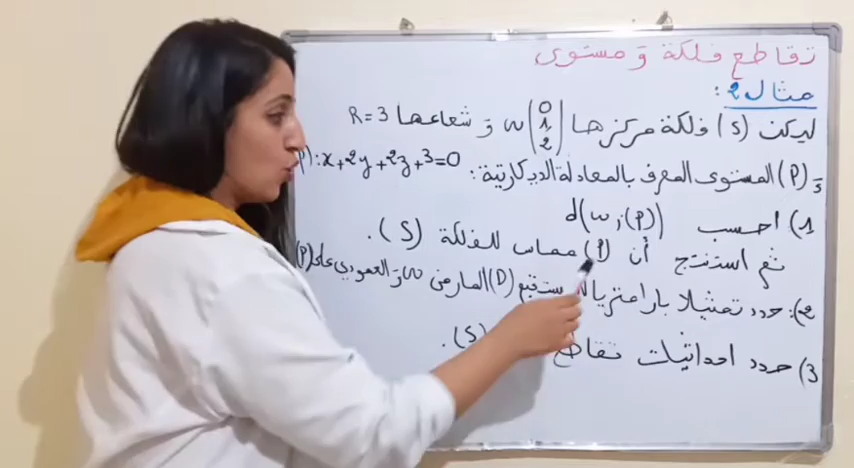 تقاطع فلكة و مستوى
مثال 2 :
ليكن (S) فلكة مركزها ω(0 1 2) و شعاعها R=3
و (P) المستوى المعرف بالمعادلة الديكارتية : P): x+2y+2z+3=0
1) احسب d(ω;(P))
ثم استنتج أن (P) مماس للفلكة (S).
2): حدد تمثيلا بارامتريا (D) المار من ω و العمودي على (P)
3) حدد احداثيات تقاطع (S).